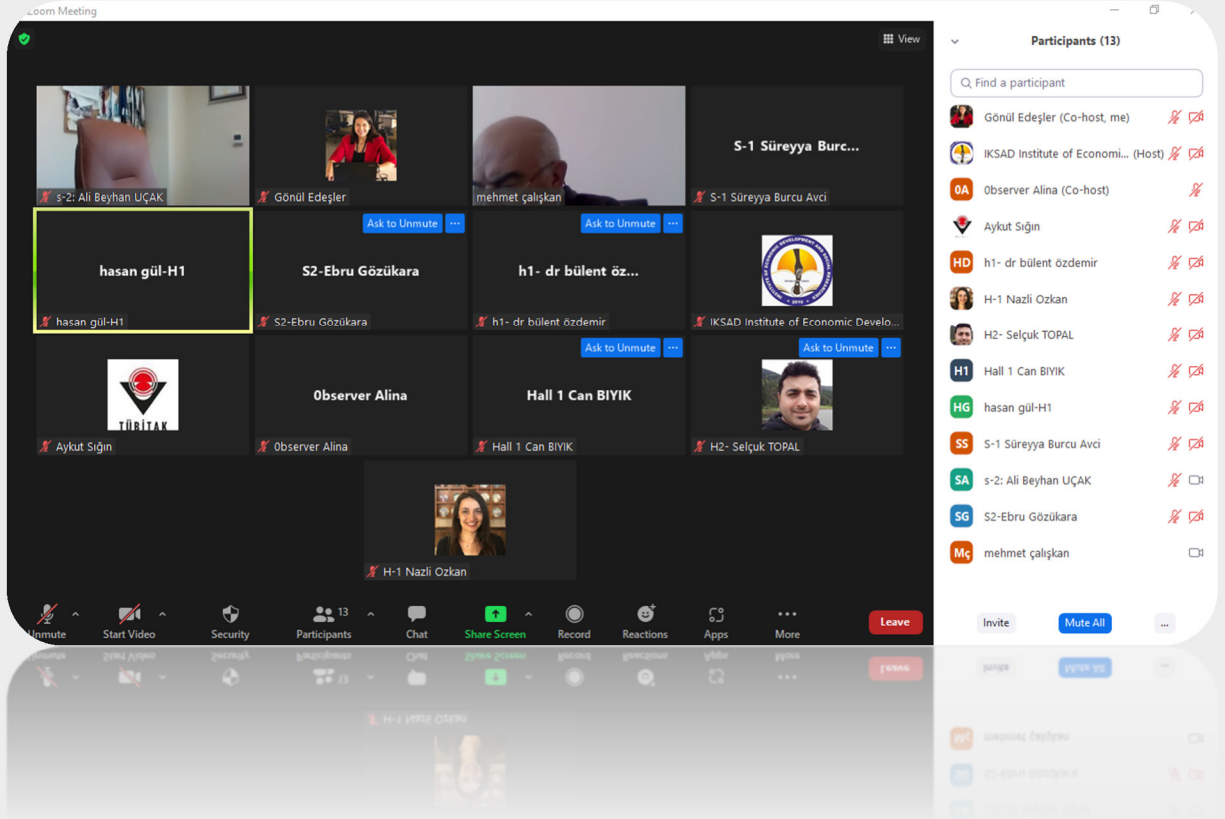 Zoom Meeting
View
s-2: Ali Beyhan UÇAK
Gönül Edeşler
mehmet çalışkan
S-1 Süreyya Burc...
S-1 Süreyya Burcu Avci
hasan gül-H1
hasan gül-H1
Ask to Unmute ...
S2-Ebru Gözükara
S2-Ebru Gözükara
Ask to Unmute ...
h1- dr bülent öz...
h1- dr bülent özdemir
INSTITUTE OF ECONOMIC DEVELOPMENT AND SOCIAL RESEARCHES
IKSAD Institute of Economic Develo...
TÜBİTAK
Aykut Sığın
0bserver Alina
0bserver Alina
Ask to Unmute ...
Hall 1 Can BIYIK
Hall 1 Can BIYIK
Ask to Unmute ...
H2- Selçuk TOPAL
H-1 Nazli Ozkan
Unmute
Start Video
Security
13
Participants
Chat
Share Screen
Record
Reactions
Apps
More
Leave
Participants (13)
Find a participant
Gönül Edeşler (Co-host, me)
IKSAD Institute of Economi... (Host)
0A 0bserver Alina (Co-host)
Aykut Sığın
HD h1- dr bülent özdemir
H-1 Nazli Ozkan
H2- Selçuk TOPAL
H1 Hall 1 Can BIYIK
HG hasan gül-H1
SS S-1 Süreyya Burcu Avci
SA s-2: Ali Beyhan UÇAK
SG S2-Ebru Gözükara
Mç mehmet çalışkan
Invite
Mute All
...